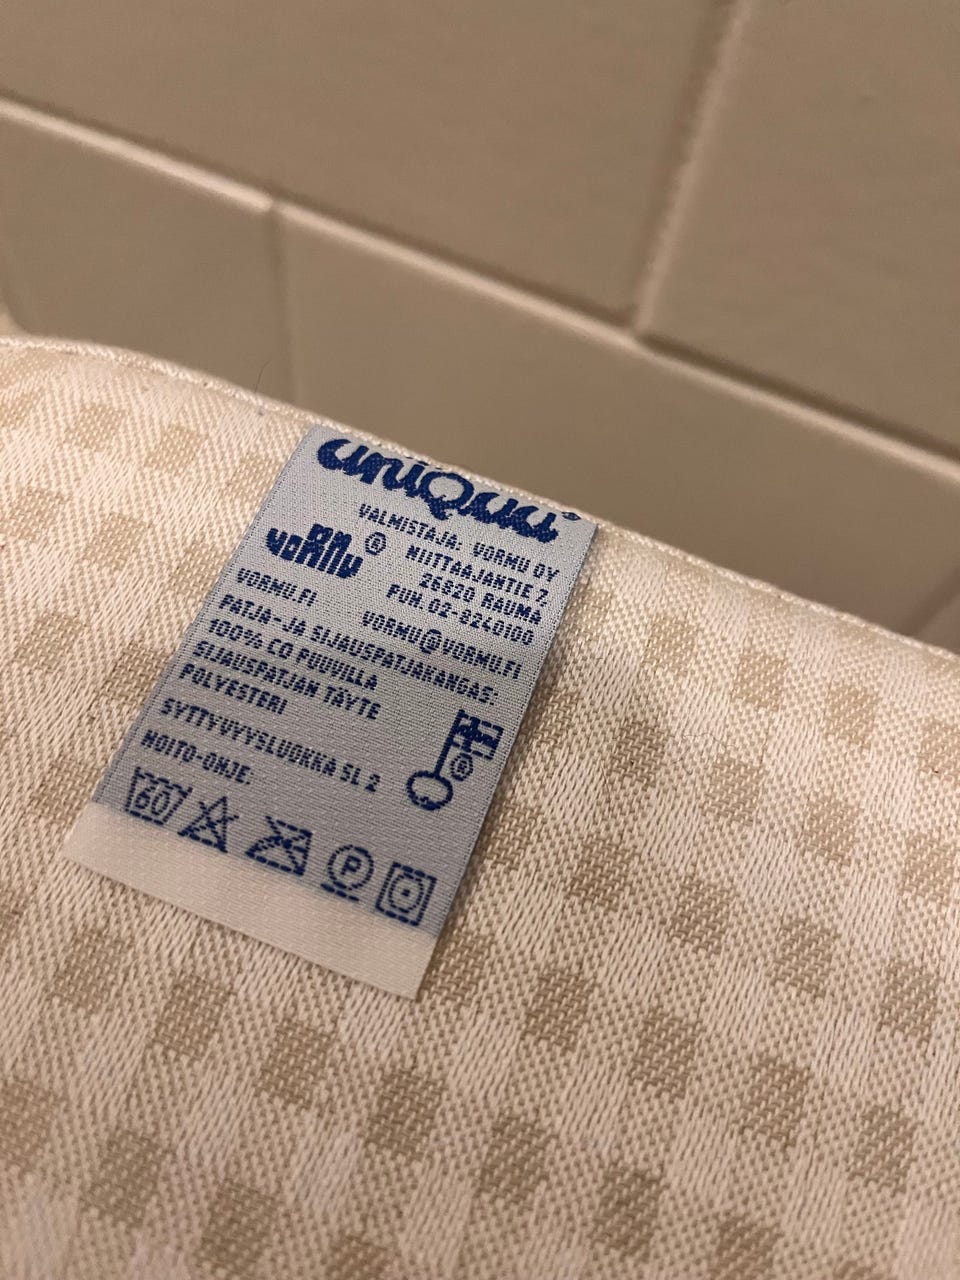 uniQuu®
VALMISTAJA: VORMU OY
VORMU ® NIITTAAJANTIE 7
26820 RAUMA
PUH. 02-8240100
VORMU.FI VORMU@VORMU.FI
PATJA-JA SIJAUSPATJAKANGAS:
100% CO PUUVILLA
SIJAUSPATJAN TÄYTE
POLYESTERI
SYTTYVYYSLUOKKA SL 2
®
HOITO-OHJE:
60 P